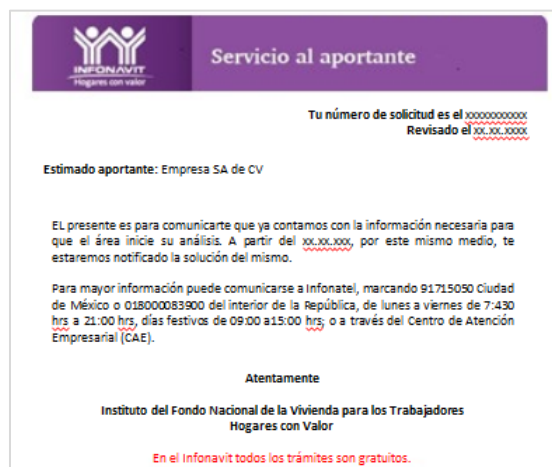 INFONAVIT
Hogares con valor
Servicio al aportante
Tu número de solicitud es el xxxxxxxxxxx
Revisado el xx.xx.xxxx
Estimado aportante: Empresa SA de CV
EL presente es para comunicarte que ya contamos con la información necesaria para
que el área inicie su análisis. A partir del xx.xx.xxx, por este mismo medio, te
estaremos notificado la solución del mismo.
Para mayor información puede comunicarse a Infonatel, marcando 91715050 Ciudad
de México o 018000083900 del interior de la República, de lunes a viernes de 7:430
hrs a 21:00 hrs, días festivos de 09:00 a15:00 hrs; o a través del Centro de Atención
Empresarial (CAE).
Atentamente
Instituto del Fondo Nacional de la Vivienda para los Trabajadores
Hogares con Valor
En el Infonavit todos los trámites son gratuitos.